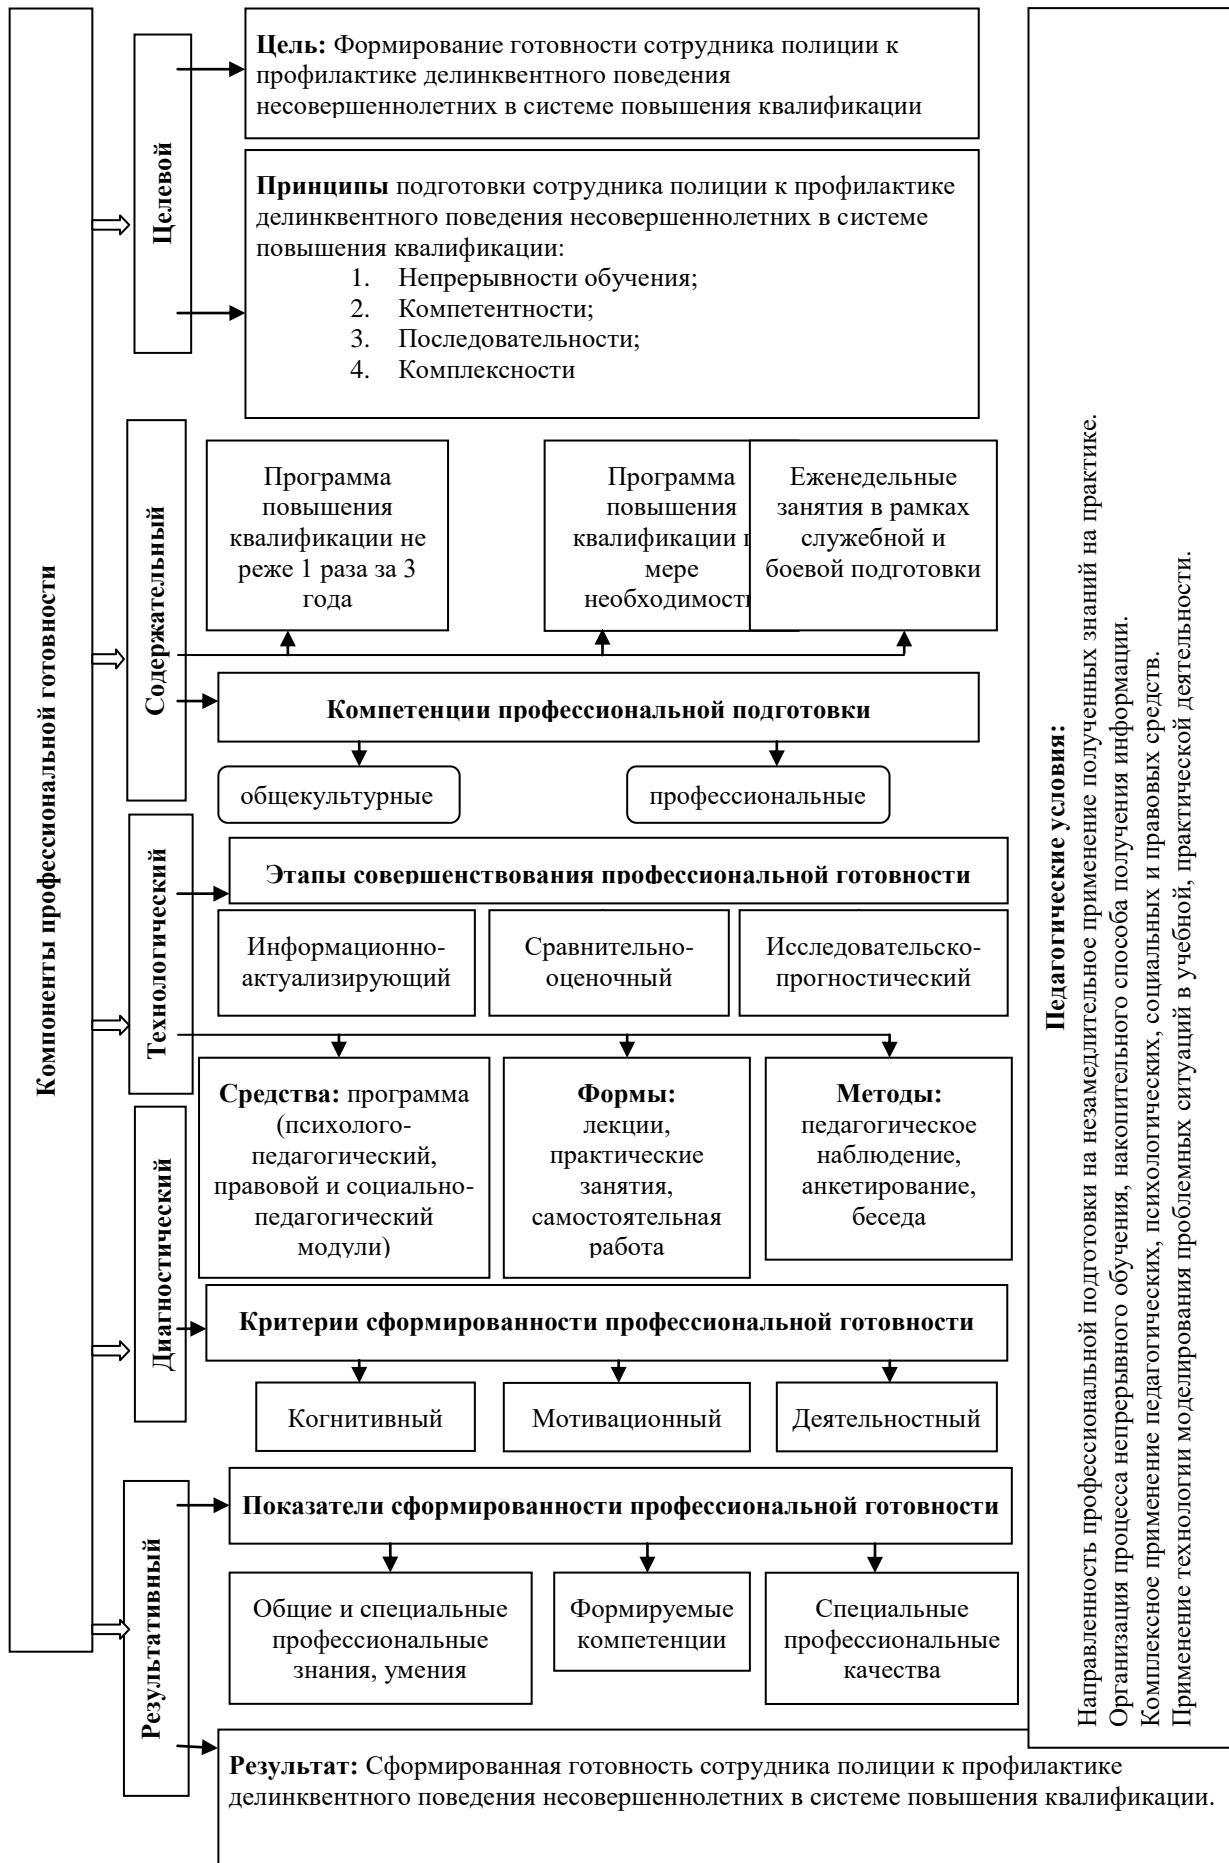 Компоненты профессиональной готовности
Целевой
Цель: Формирование готовности сотрудника полиции к
профилактике делинквентного поведения
несовершеннолетних в системе повышения квалификации
Принципы подготовки сотрудника полиции к профилактике
делинквентного поведения несовершеннолетних в системе
повышения квалификации:
1. Непрерывности обучения;
2. Компетентности;
3. Последовательности;
4. Комплексности
Содержательный
Программа
повышения
квалификации не
реже 1 раза за 3
года
Программа
повышения
квалификации
мере
необходимост
Еженедельные
занятия в рамках
служебной и
боевой подготовки
Компетенции профессиональной подготовки
общекультурные
профессиональные
Технологический
Этапы совершенствования профессиональной готовности
Информационно-
актуализирующий
Сравнительно-
оценочный
Исследовательско-
прогностический
Средства: программа
(психолого-
педагогический,
правовой и социально-
педагогический
модули)
Формы:
лекции,
практические
занятия,
самостоятельная
работа
Методы:
педагогическое
наблюдение,
анкетирование,
беседа
Диагностический
Критерии сформированности профессиональной готовности
Когнитивный
Мотивационный
Деятельностный
Результативный
Показатели сформированности профессиональной готовности
Общие и специальные
профессиональные
знания, умения
Формируемые
компетенции
Специальные
профессиональные
качества
Результат: Сформированная готовность сотрудника полиции к профилактике
делинквентного поведения несовершеннолетних в системе повышения квалификации.
Педагогические условия:
Направленность профессиональной подготовки на незамедлительное применение полученных знаний на практике.
Организация процесса непрерывного обучения, накопительного способа получения информации.
Комплексное применение педагогических, психологических, социальных и правовых средств.
Применение технологии моделирования проблемных ситуаций в учебной, практической деятельности.